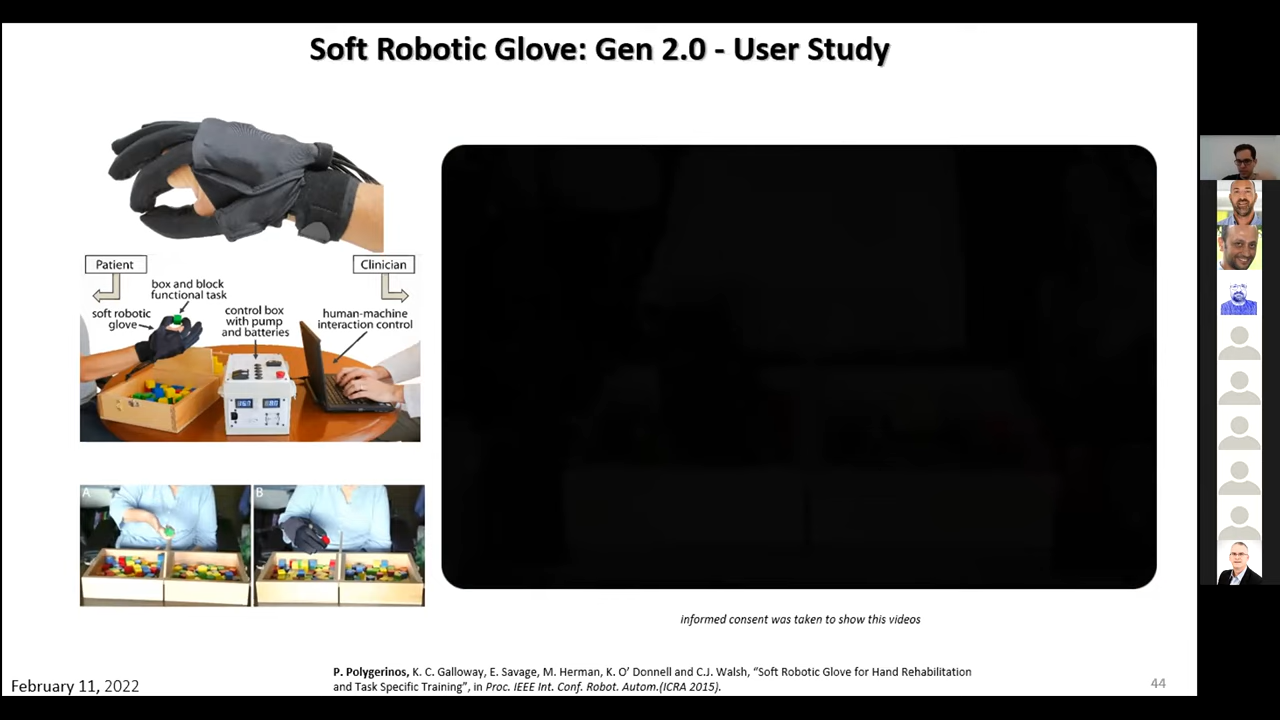 Soft Robotic Glove: Gen 2.0 - User Study
Patient
Clinician
box and block
functional task
soft robotic
glove
control box
with pump
and batteries
human-machine
interaction control
A
B
informed consent was taken to show this videos
P. Polygerinos, K. C. Galloway, E. Savage, M. Herman, K. O' Donnell and C.J. Walsh, "Soft Robotic Glove for Hand Rehabilitation
and Task Specific Training", in Proc. IEEE Int. Conf. Robot. Autom.(ICRA 2015).
February 11, 2022
44